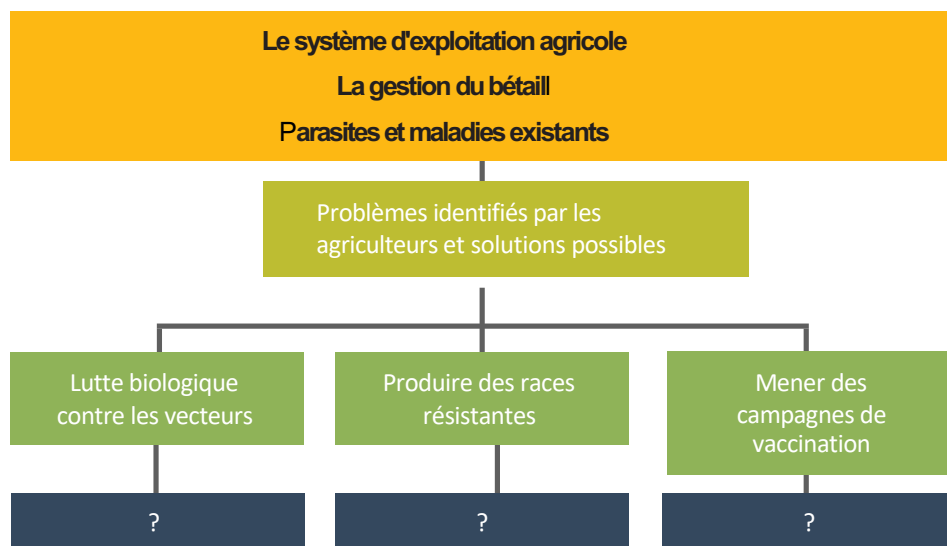 Le système d'exploitation agricole
La gestion du bétaill
Parasites et maladies existants
Problèmes identifiés par les
agriculteurs et solutions possibles
Lutte biologique
contre les vecteurs
Produire des races
résistantes
Mener des
campagnes de
vaccination
?
?
?